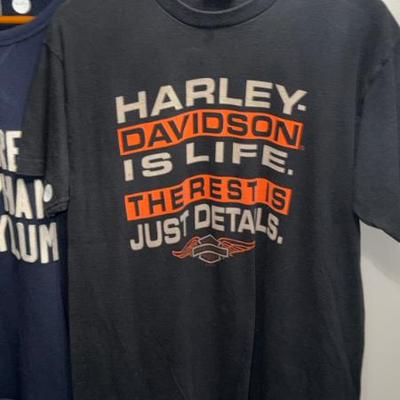 HARLEY-
DAVIDSON
IS LIFE.
THE REST IS
JUST DETAILS.